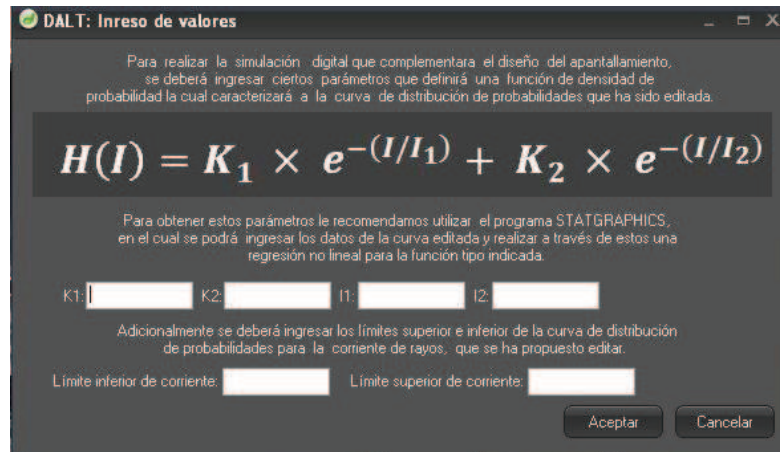 DALT: Inreso de valores
Para realizar la simulación digital que complementara el diseño del apantallamiento,
se deberá ingresar ciertos parámetros que definirá una función de densidad de
probabilidad la cual caracterizará a la curva de distribución de probabilidades que ha sido editada.
H(I) = K₁ × e^-(I/I₁) + K₂ × e^-(I/I₂)
Para obtener estos parámetros le recomendamos utilizar el programa STATGRAPHICS,
en el cual se podrá ingresar los datos de la curva editada y realizar a través de estos una
regresión no lineal para la función tipo indicada.
K1: K2: I1: I2:
Adicionalmente se deberá ingresar los límites superior e inferior de la curva de distribución
de probabilidades para la corriente de rayos, que se ha propuesto editar.
Límite inferior de corriente: Límite superior de corriente:
Aceptar Cancelar